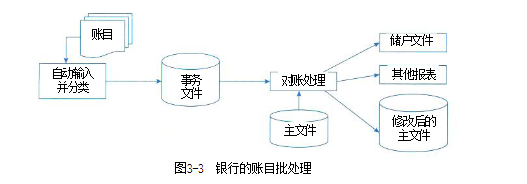 账目
自动输入
并分类
事务
文件
对账处理
主文件
储户文件
其他报表
修改后的
主文件
图3-3 银行的账目批处理